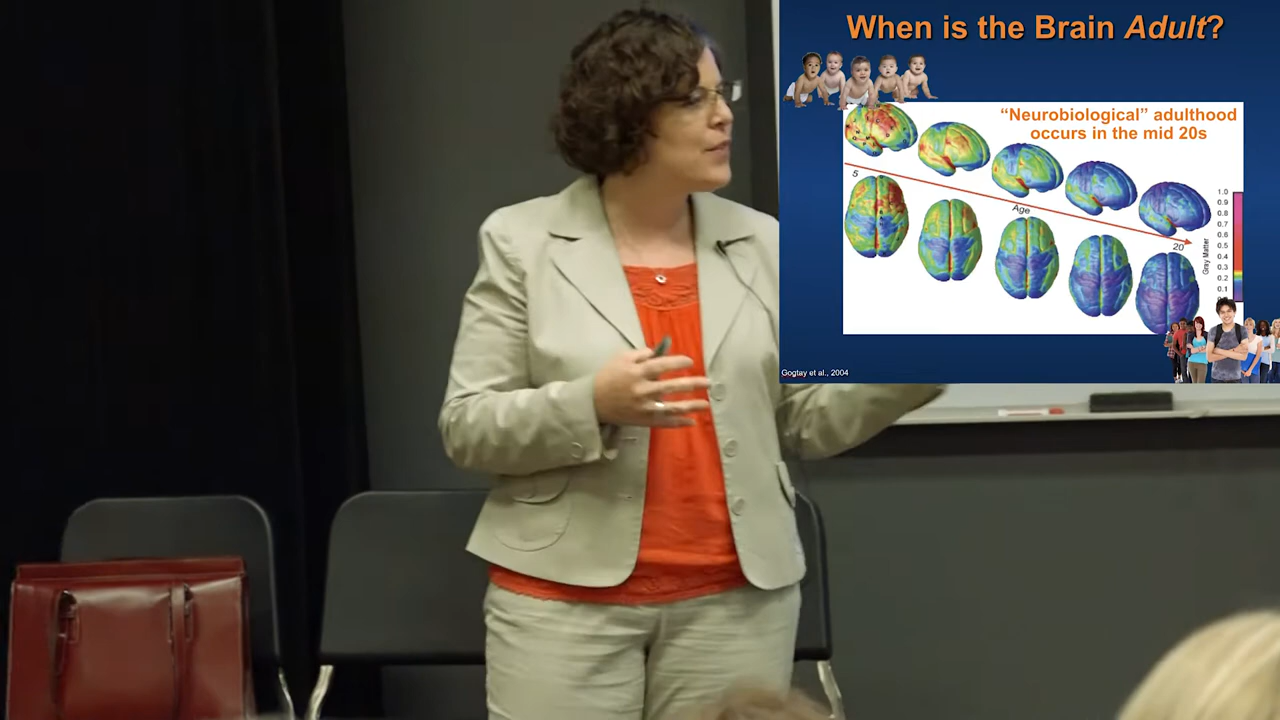 When is the Brain Adult?
“Neurobiological” adulthood
occurs in the mid 20s
5
Age
20
Gray Matter
1.0
0.9
0.8
0.7
0.6
0.5
0.4
0.3
0.2
0.1
Gogtay et al., 2004